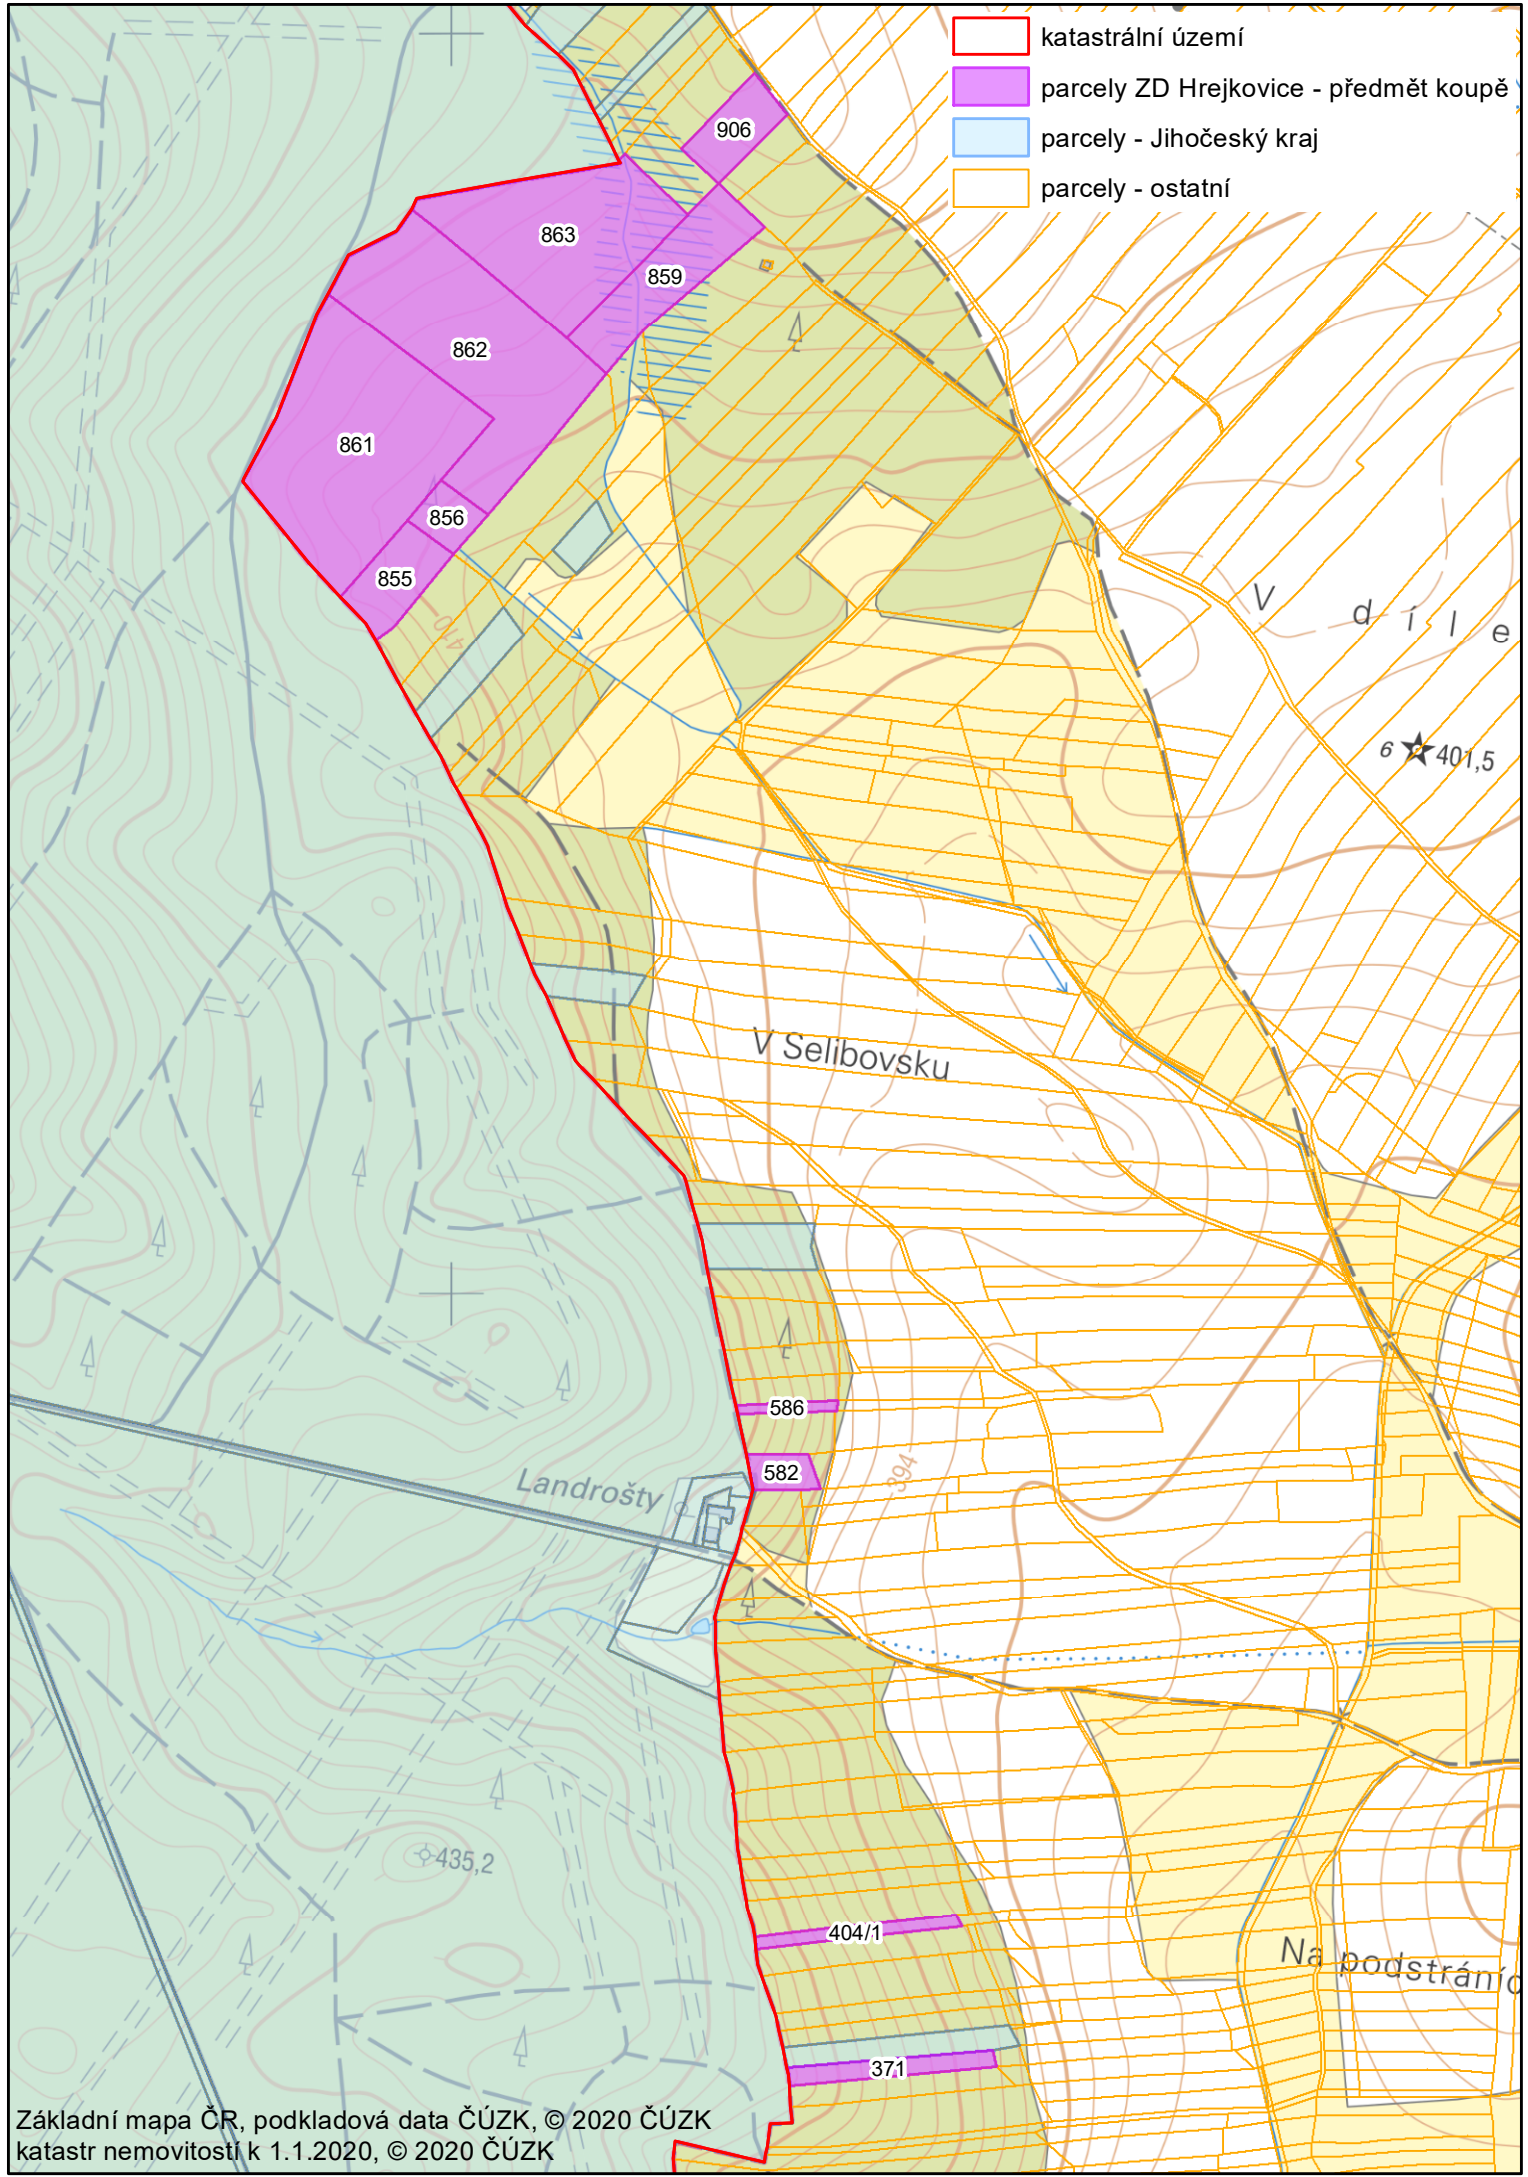 katastrální území
parcely ZD Hrejkovice - předmět koupě
parcely - Jihočeský kraj
parcely - ostatní
906
863
859
862
861
856
855
410
V díle
6 401,5
V Selibovsku
586
582
394
Landrošty
435,2
404/1
Na podstráníc
371
Základní mapa ČR, podkladová data ČÚZK, © 2020 ČÚZK
katastr nemovitostí k 1.1.2020, © 2020 ČÚZK